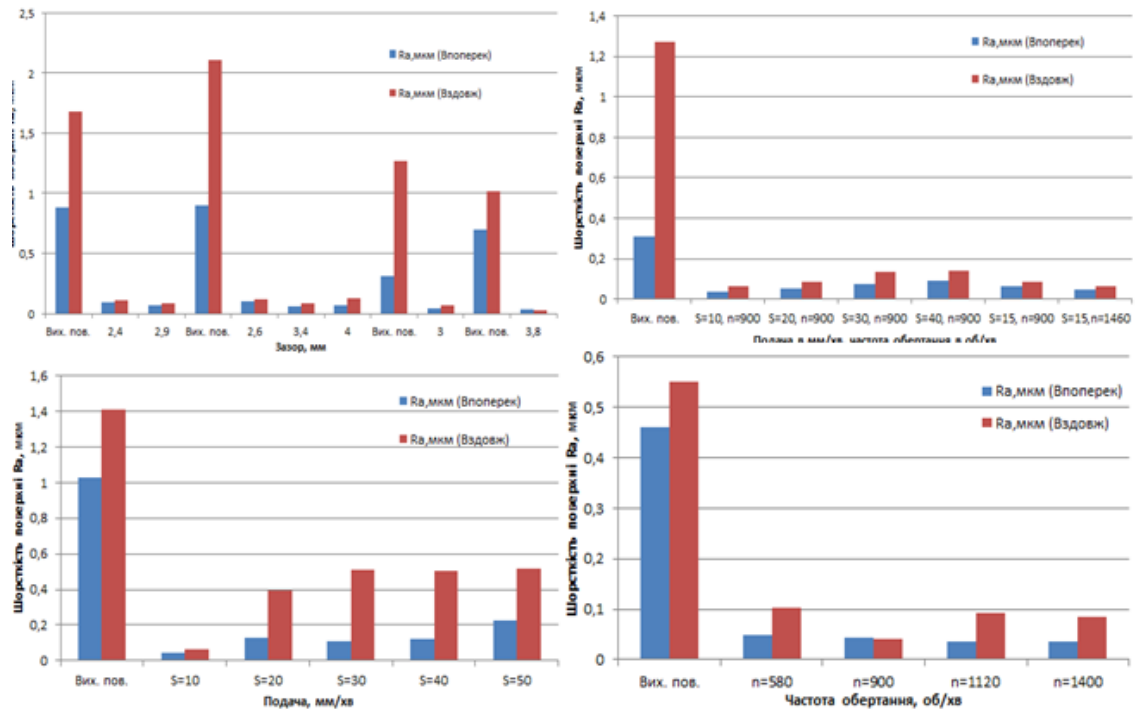 2,5
2
1,5
1
0,5
0
Ra,мкм (Впоперек)
Ra,мкм (Вздовж)
Вих. пов. 2,4 2,9 Вих. пов. 2,6 3,4 4 Вих. пов. 3 Вих. пов. 3,8
Зазор, мм
1,4
1,2
1
0,8
0,6
0,4
0,2
0
Шорсткість поверхні Ra, мкм
Ra,мкм (Впоперек)
Ra,мкм (Вздовж)
Вих. пов. S=10, n=900 S=20, n=900 S=30, n=900 S=40, n=900 S=15, n=900 S=15,n=1460
Подача в мм/хв, частота обертання в об/хв
1,6
1,4
1,2
1
0,8
0,6
0,4
0,2
0
Шорсткість поверхні Ra, мкм
Ra,мкм (Впоперек)
Ra,мкм (Вздовж)
Вих. пов. S=10 S=20 S=30 S=40 S=50
Подача, мм/хв
0,6
0,5
0,4
0,3
0,2
0,1
0
Шорсткість поверхні Ra, мкм
Ra,мкм (Впоперек)
Ra,мкм (Вздовж)
Вих. пов. n=580 n=900 n=1120 n=1400
Частота обертання, об/хв